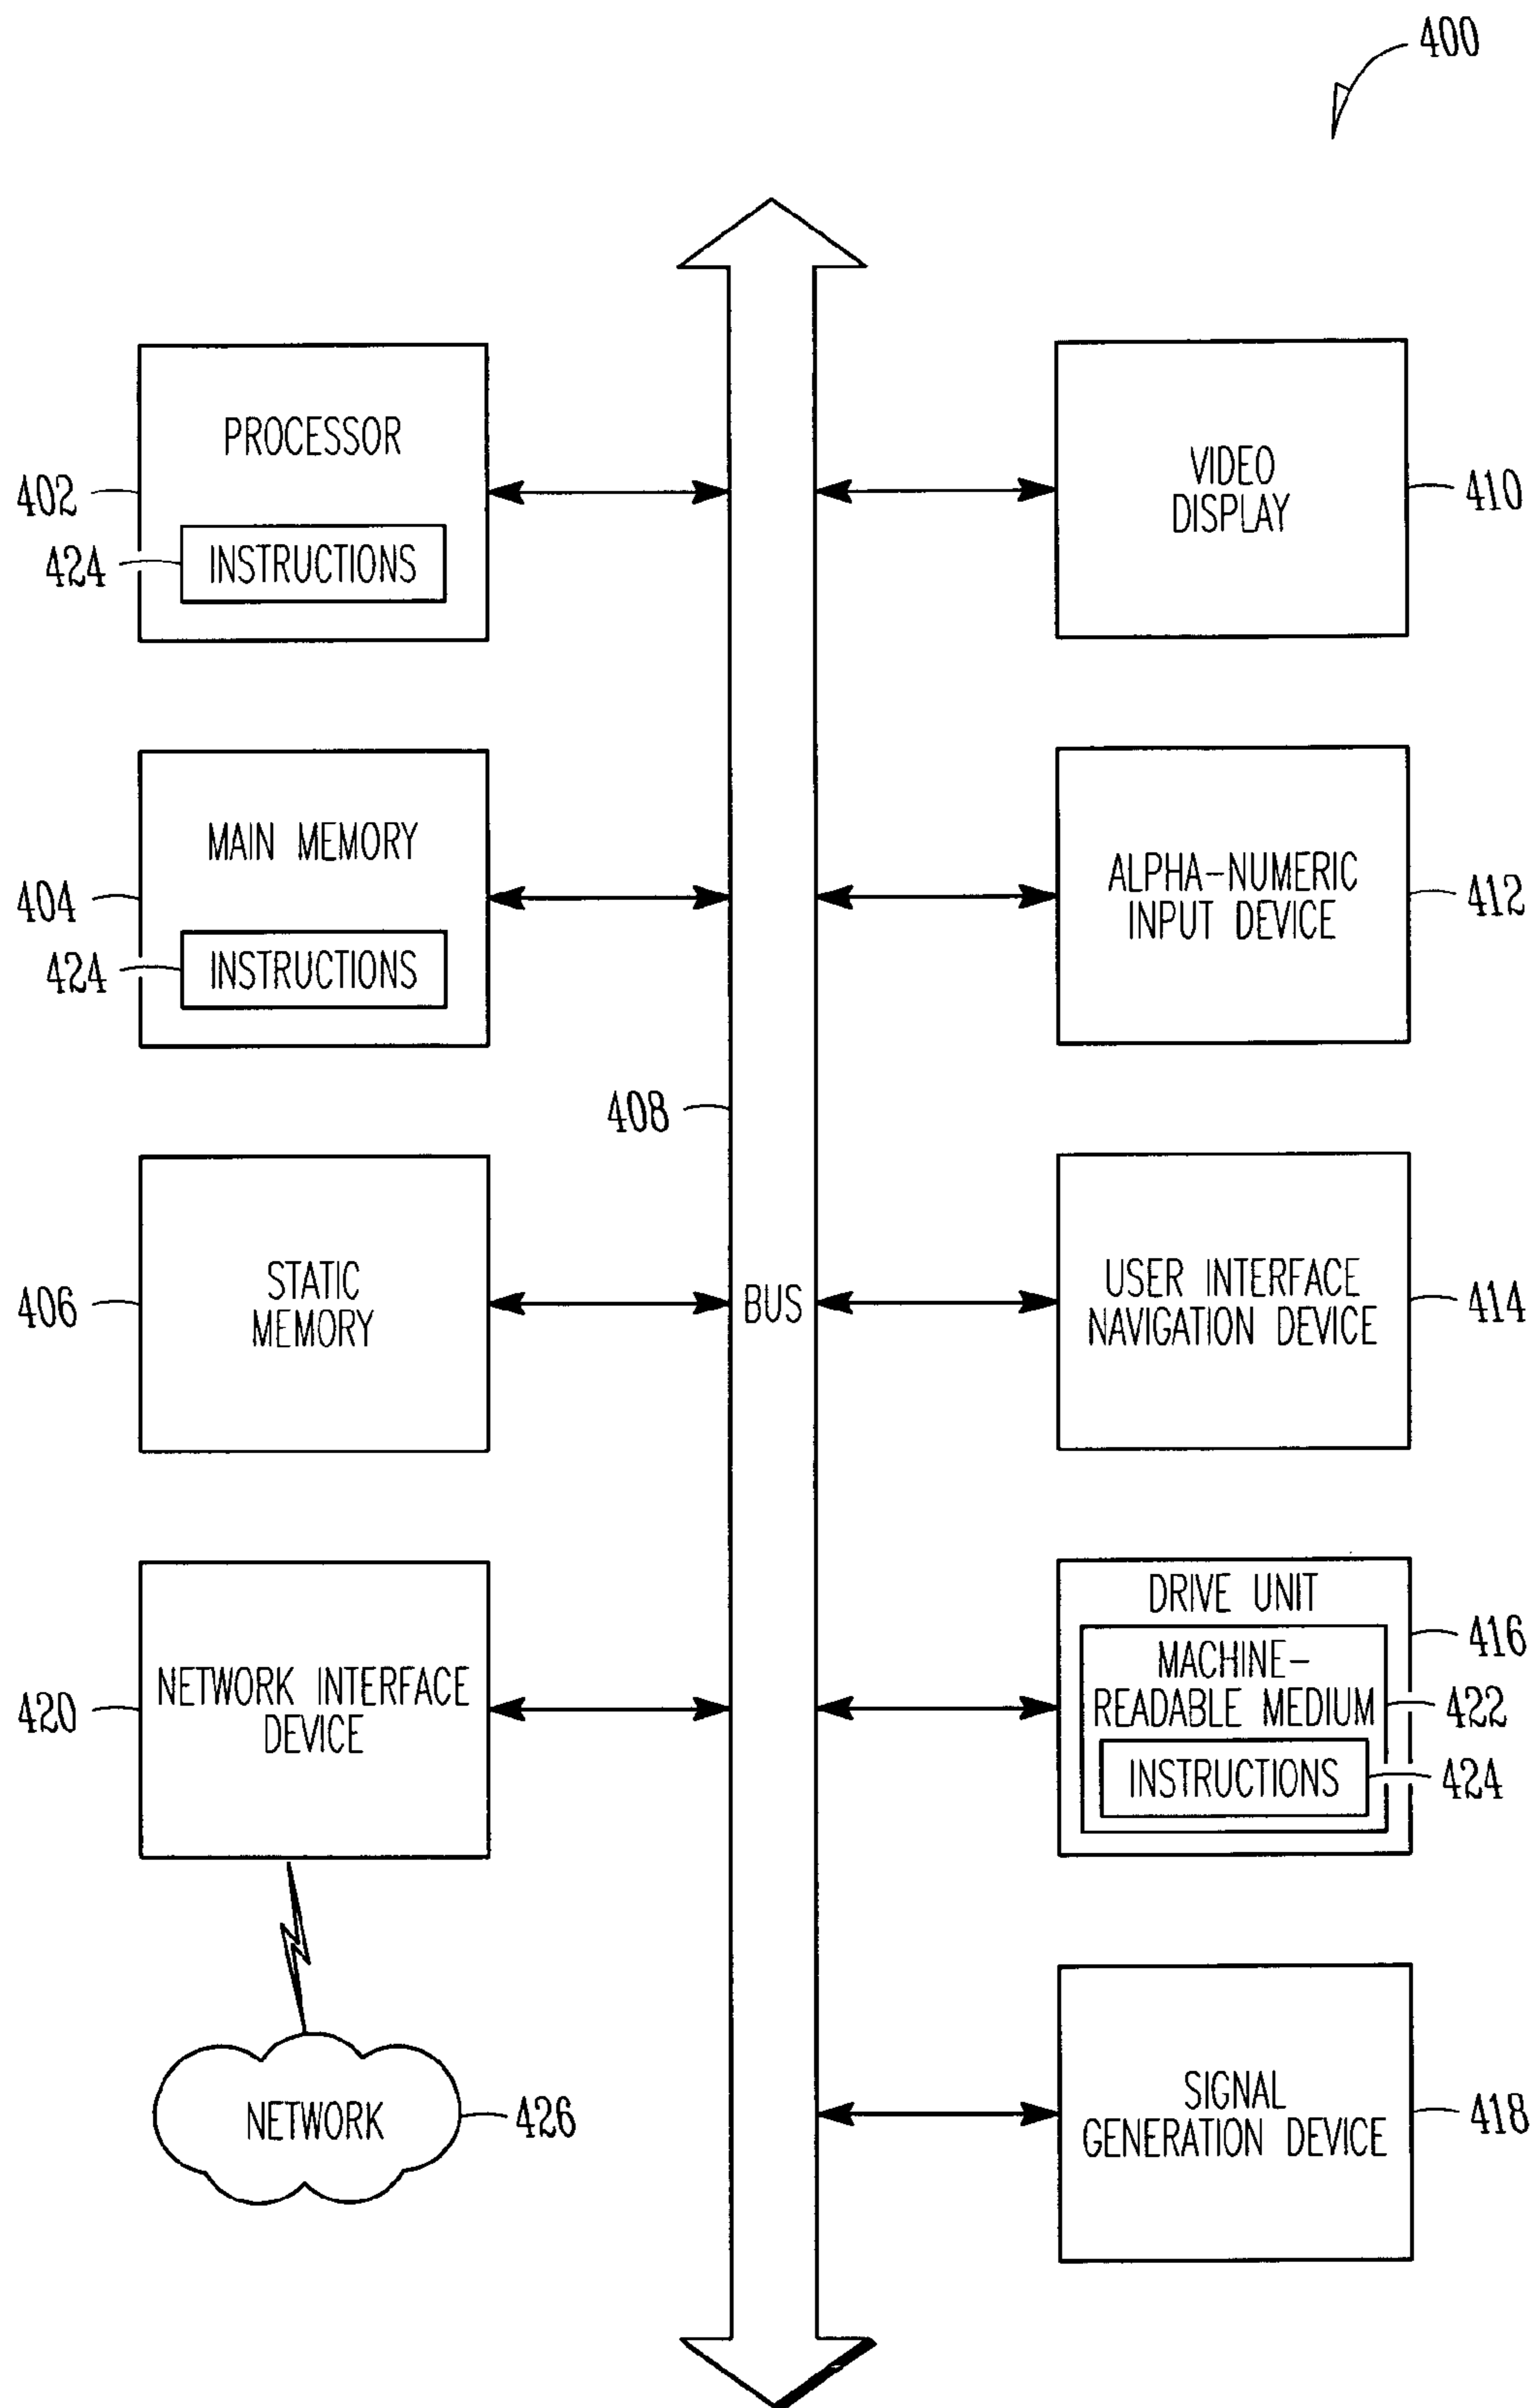 400
PROCESSOR
402
424
INSTRUCTIONS
VIDEO
DISPLAY
410
MAIN MEMORY
404
424
INSTRUCTIONS
ALPHA-NUMERIC
INPUT DEVICE
412
408
STATIC
MEMORY
406
BUS
USER INTERFACE
NAVIGATION DEVICE
414
NETWORK INTERFACE
DEVICE
420
DRIVE UNIT
416
MACHINE-
READABLE MEDIUM
422
INSTRUCTIONS
424
NETWORK
426
SIGNAL
GENERATION DEVICE
418